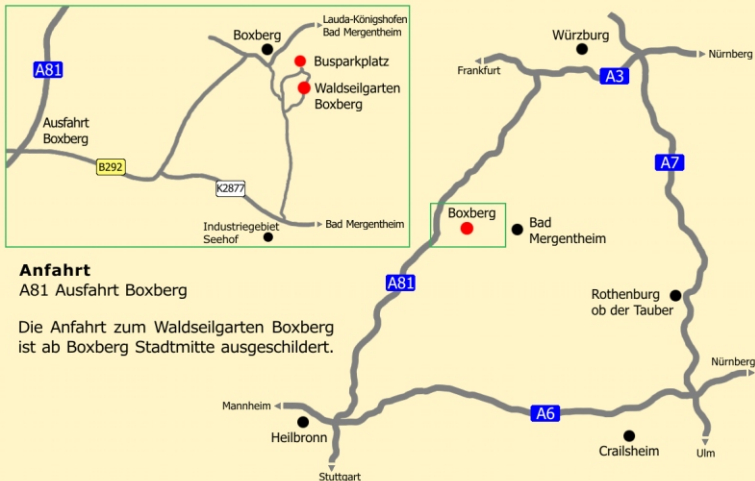 Lauda-Königshofen
Bad Mergentheim
Boxberg
Busparkplatz
A81
Waldseilgarten
Boxberg
Ausfahrt
Boxberg
B292
K2877
Bad Mergentheim
Industriegebiet
Seehof
Anfahrt
A81 Ausfahrt Boxberg
Die Anfahrt zum Waldseilgarten Boxberg
ist ab Boxberg Stadtmitte ausgeschildert.
Würzburg
Nürnberg
Frankfurt
A3
A7
Boxberg
Bad
Mergentheim
A81
Rothenburg
ob der Tauber
Nürnberg
Mannheim
A6
Heilbronn
Crailsheim
Ulm
Stuttgart